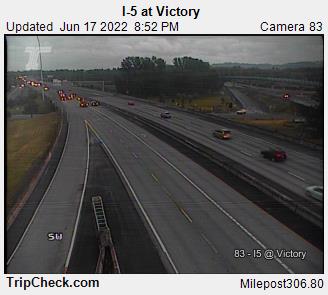 I-5 at Victory
Updated Jun 17 2022 8:52 PM Camera 83
SW
83 - I5 @ Victory
TripCheck.com Milepost306.80